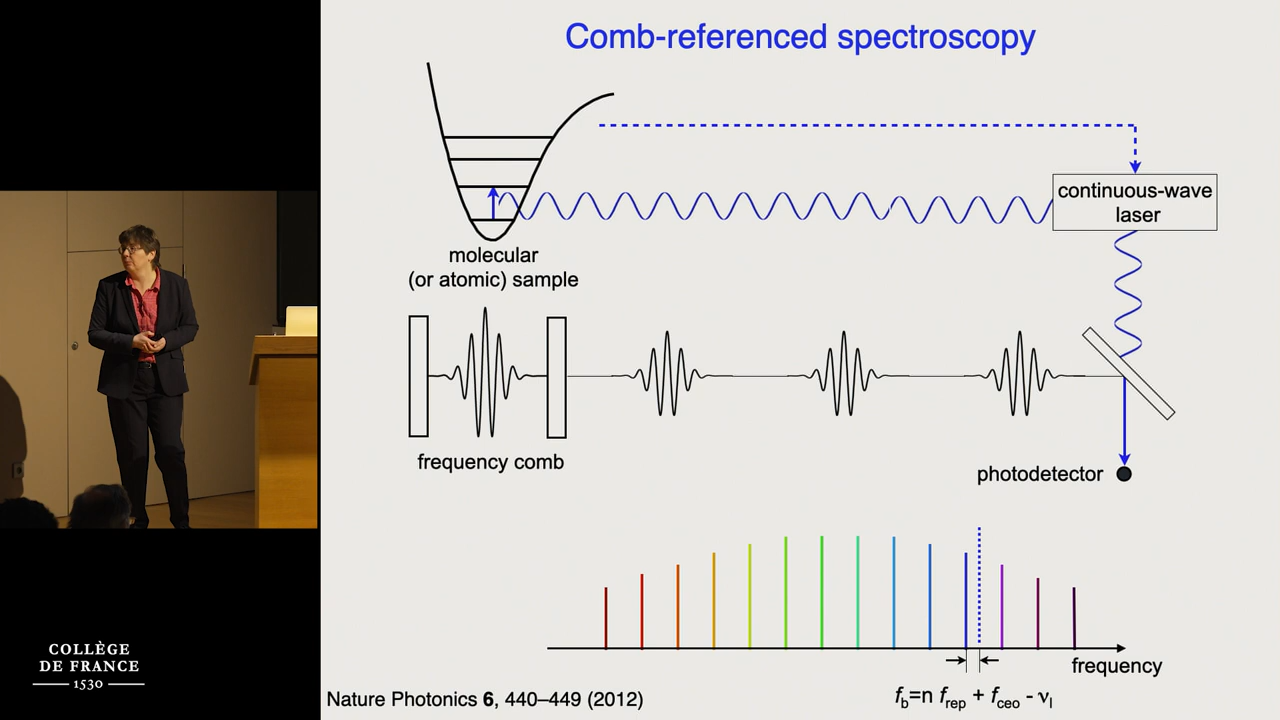 Comb-referenced spectroscopy
continuous-wave
laser
molecular
(or atomic) sample
frequency comb
photodetector
frequency
f_b=n f_rep + f_ceo - ν_l
Nature Photonics 6, 440–449 (2012)
COLLÈGE
DE FRANCE
1530